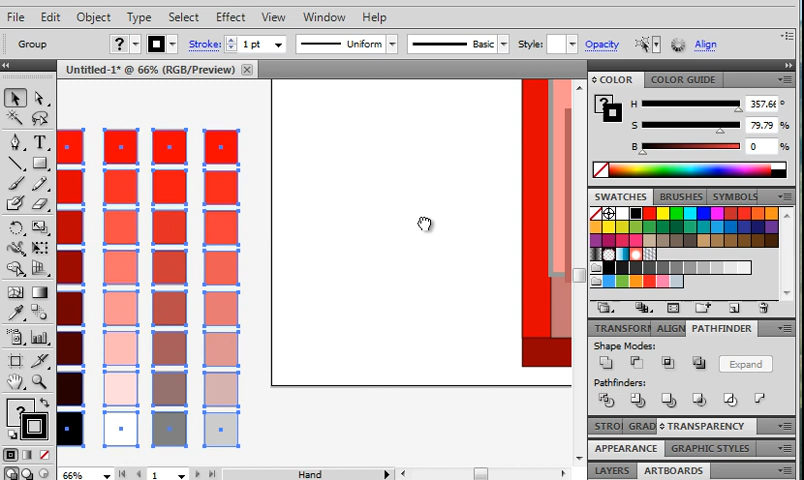 File Edit Object Type Select Effect View Window Help
Group ? Stroke: 1 pt Uniform Basic Style: Opacity Align
Untitled-1* @ 66% (RGB/Preview)
COLOR COLOR GUIDE
? H 357.66 °
S 79.79 %
B 0 %
SWATCHES BRUSHES SYMBOLS
TRANSFORM ALIGN PATHFINDER
Shape Modes:
Expand
Pathfinders:
STRO GRAD TRANSPARENCY
APPEARANCE GRAPHIC STYLES
LAYERS ARTBOARDS
T
?
66% 1 Hand